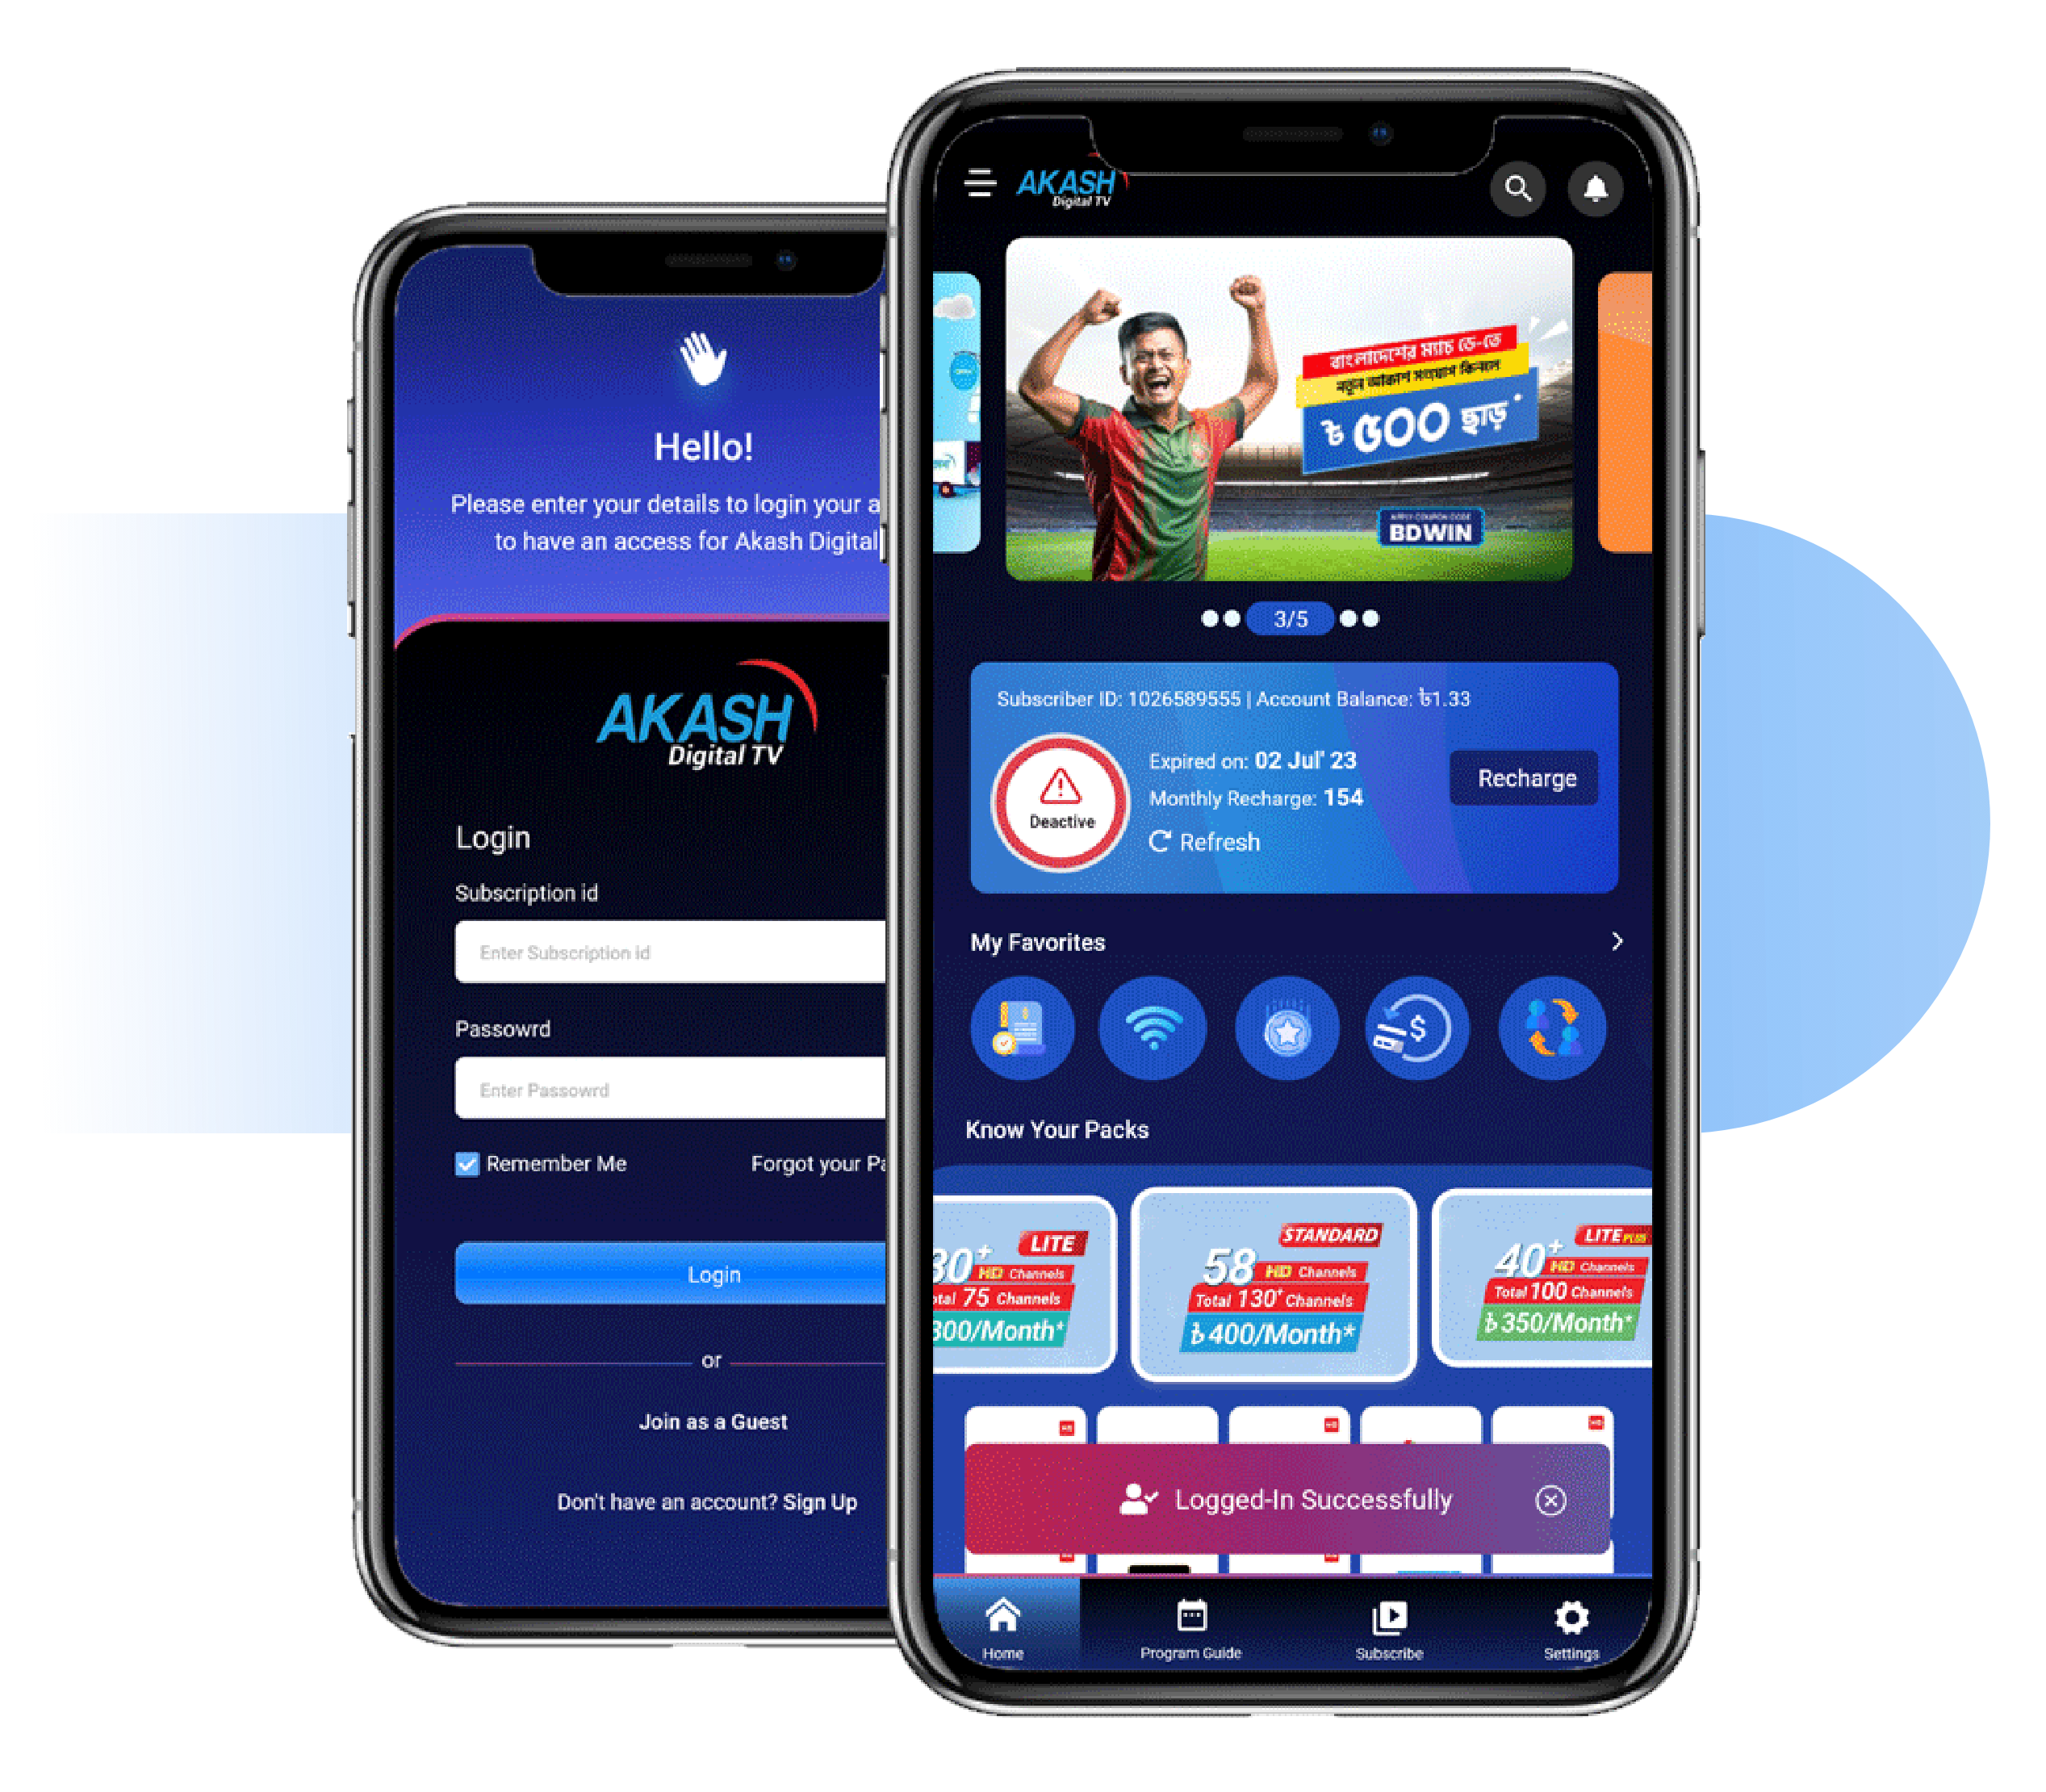 Hello!
Please enter your details to login your a
to have an access for Akash Digital
AKASH
Digital TV
Login
Subscription id
Enter Subscription id
Passowrd
Enter Passowrd
Remember Me
Forgot your Pa
Login
or
Join as a Guest
Don't have an account? Sign Up
AKASH
Digital TV
বাংলাদেশের ম্যাচ ডে-তে
নতুন আকাশ সংযোগ কিনলে
৳ ৫০০ ছাড়*
APPLY COUPON CODE
BDWIN
3/5
Subscriber ID: 1026589555 | Account Balance: ৳1.33
Deactive
Expired on: 02 Jul' 23
Monthly Recharge: 154
Refresh
Recharge
My Favorites
Know Your Packs
LITE
30+ HD Channels
tal 75 Channels
300/Month*
STANDARD
58 HD Channels
Total 130+ Channels
৳400/Month*
LITE PLUS
40+ HD Channels
Total 100 Channels
৳350/Month*
Logged-In Successfully
Home
Program Guide
Subscribe
Settings